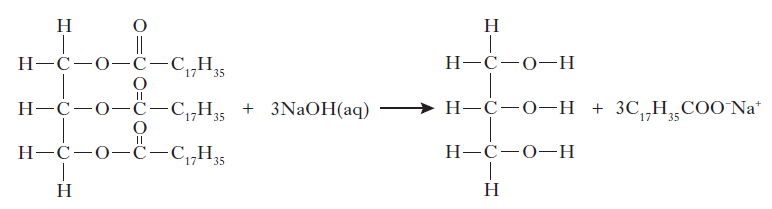 H O H
H—C—O—C—C₁₇H₃₅ H—C—O—H
O
H—C—O—C—C₁₇H₃₅ + 3NaOH(aq) ⟶ H—C—O—H + 3C₁₇H₃₅COO⁻Na⁺
O
H—C—O—C—C₁₇H₃₅ H—C—O—H
H H